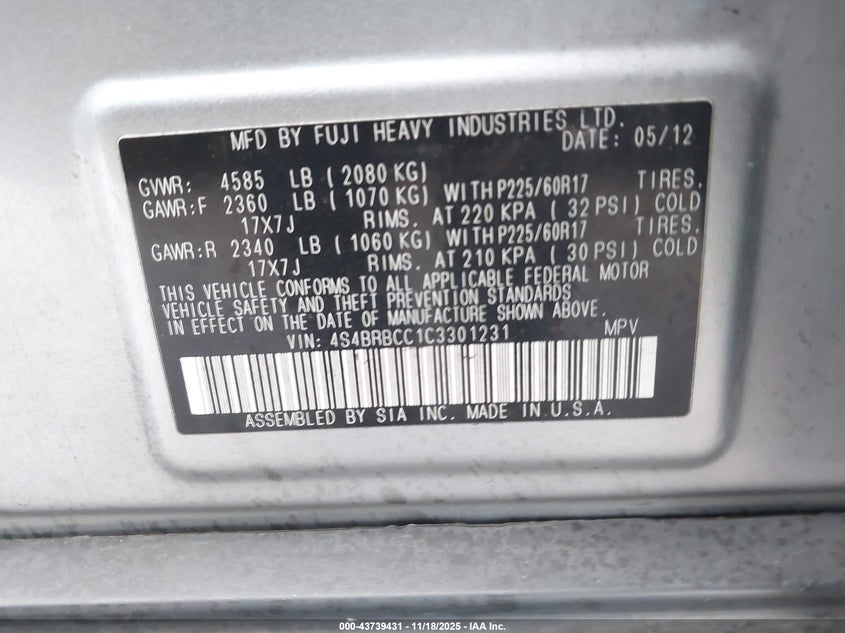 MFD BY FUJI HEAVY INDUSTRIES LTD.
DATE: 05/12
GVWR: 4585 LB ( 2080 KG)
GAWR:F 2360 LB ( 1070 KG) WITH P225/60R17 TIRES.
17X7J RIMS. AT 220 KPA ( 32 PSI) COLD
GAWR:R 2340 LB ( 1060 KG) WITH P225/60R17 TIRES.
17X7J RIMS. AT 210 KPA ( 30 PSI) COLD
THIS VEHICLE CONFORMS TO ALL APPLICABLE FEDERAL MOTOR
VEHICLE SAFETY AND THEFT PREVENTION STANDARDS
IN EFFECT ON THE DATE OF MANUFACTURE SHOWN ABOVE.
VIN: 4S4BRBCC1C3301231 MPV
ASSEMBLED BY SIA INC. MADE IN U.S.A.
000-43739431 - 11/18/2025 - IAA Inc.